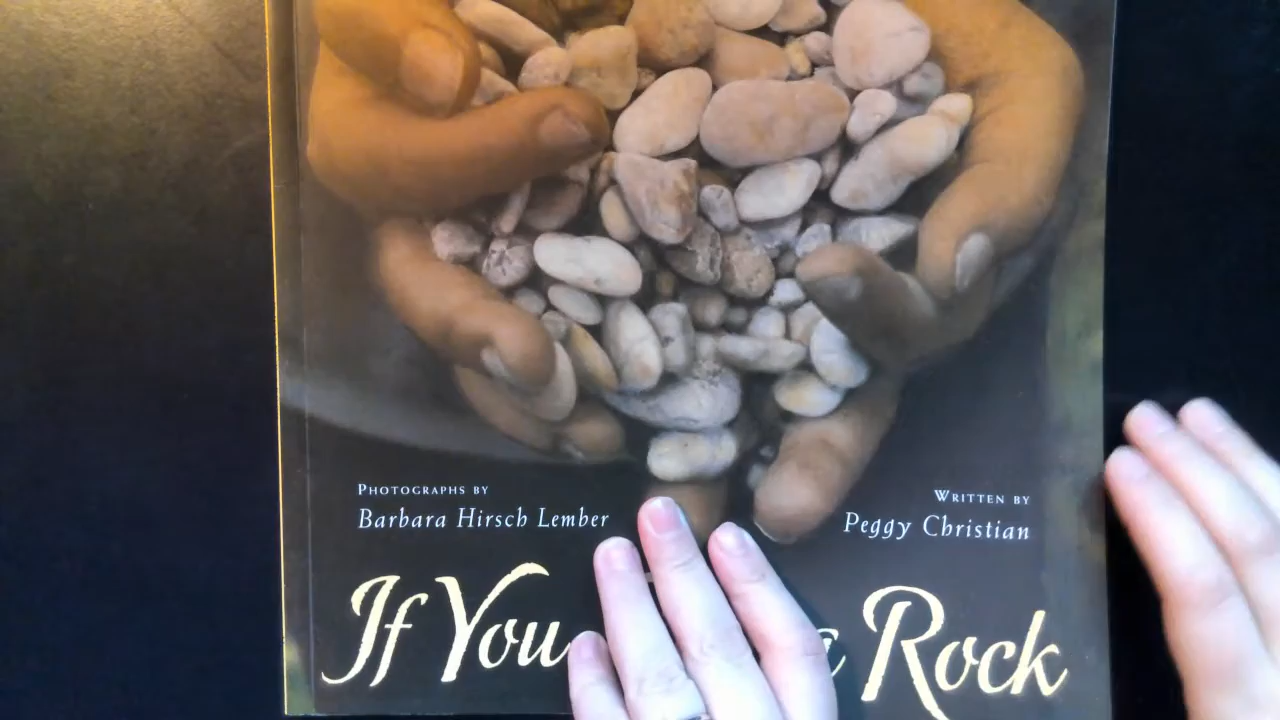 Photographs by
Barbara Hirsch Lember
Written by
Peggy Christian
If You a Rock